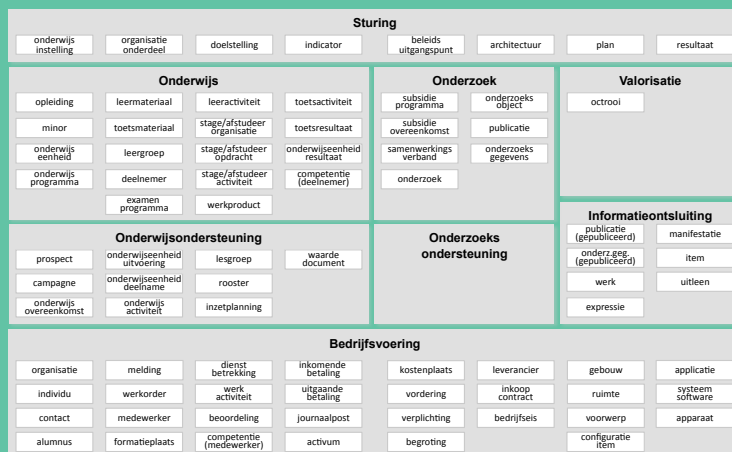 Sturing
onderwijs
instelling
organisatie
onderdeel
doelstelling
indicator
beleids
uitgangspunt
architectuur
plan
resultaat
Onderwijs
opleiding
leermateriaal
leeractiviteit
toetsactiviteit
minor
toetsmateriaal
stage/afstudeer
organisatie
toetsresultaat
onderwijs
eenheid
leergroep
stage/afstudeer
opdracht
onderwijseenheid
resultaat
onderwijs
programma
deelnemer
stage/afstudeer
activiteit
competentie
(deelnemer)
examen
programma
werkproduct
Onderzoek
subsidie
programma
onderzoeks
object
subsidie
overeenkomst
publicatie
samenwerkings
verband
onderzoeks
gegevens
onderzoek
Valorisatie
octrooi
Onderwijsondersteuning
prospect
onderwijseenheid
uitvoering
lesgroep
waarde
document
campagne
onderwijseenheid
deelname
rooster
onderwijs
overeenkomst
onderwijs
activiteit
inzetplanning
Onderzoeks
ondersteuning
Informatieontsluiting
publicatie
(gepubliceerd)
manifestatie
onderz.geg.
(gepubliceerd)
item
werk
uitleen
expressie
Bedrijfsvoering
organisatie
melding
dienst
betrekking
inkomende
betaling
kostenplaats
leverancier
gebouw
applicatie
individu
werkorder
werk
activiteit
uitgaande
betaling
vordering
inkoop
contract
ruimte
systeem
software
contact
medewerker
beoordeling
journaalpost
verplichting
bedrijfseis
voorwerp
apparaat
alumnus
formatieplaats
competentie
(medewerker)
activum
begroting
configuratie
item